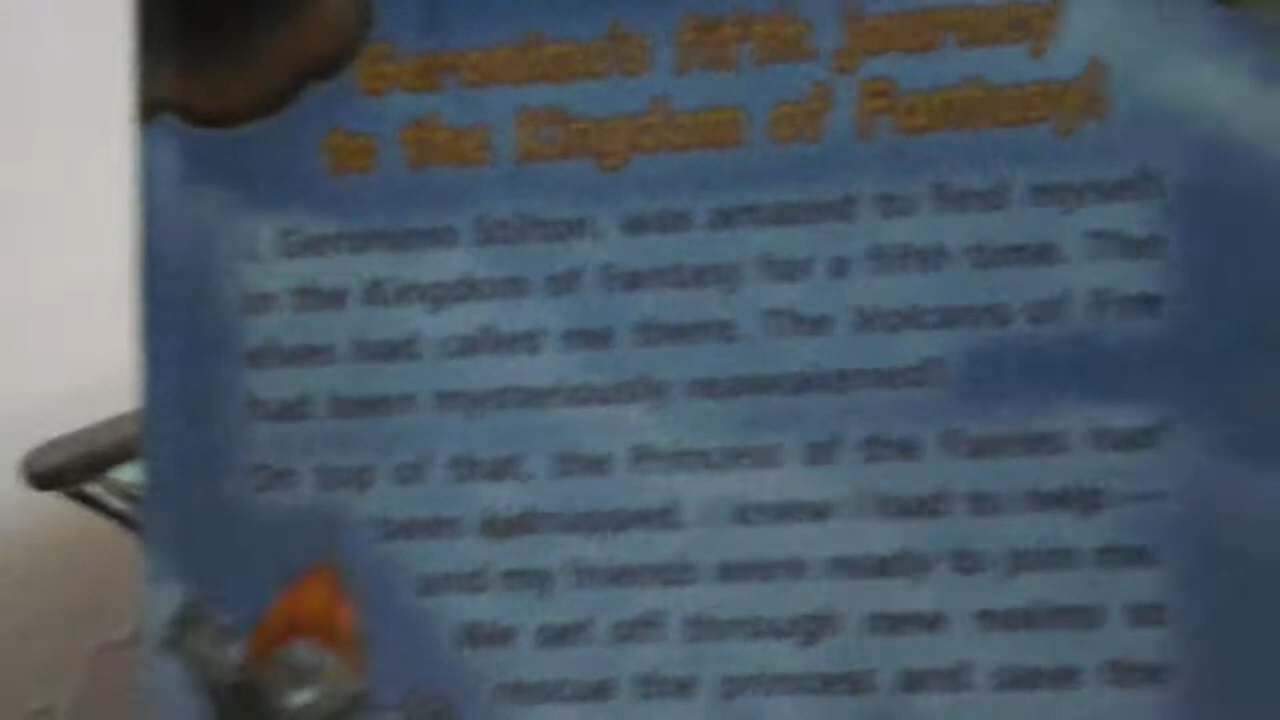 Geronimo's fifth journey
to the Kingdom of Fantasy!
I, Geronimo Stilton, was amazed to find myself
in the Kingdom of Fantasy for a fifth time. The
elves had called me there. The Volcano of Fire
had been mysteriously reawakened!
On top of that, the Princess of the had
been kidnapped. I knew I had to help—
and my friends were ready to join me.
We set off through new realms to
rescue the princess and save the